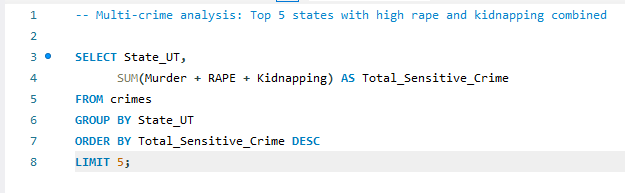 1 -- Multi-crime analysis: Top 5 states with high rape and kidnapping combined
2
3 SELECT State_UT,
4 SUM(Murder + RAPE + Kidnapping) AS Total_Sensitive_Crime
5 FROM crimes
6 GROUP BY State_UT
7 ORDER BY Total_Sensitive_Crime DESC
8 LIMIT 5;